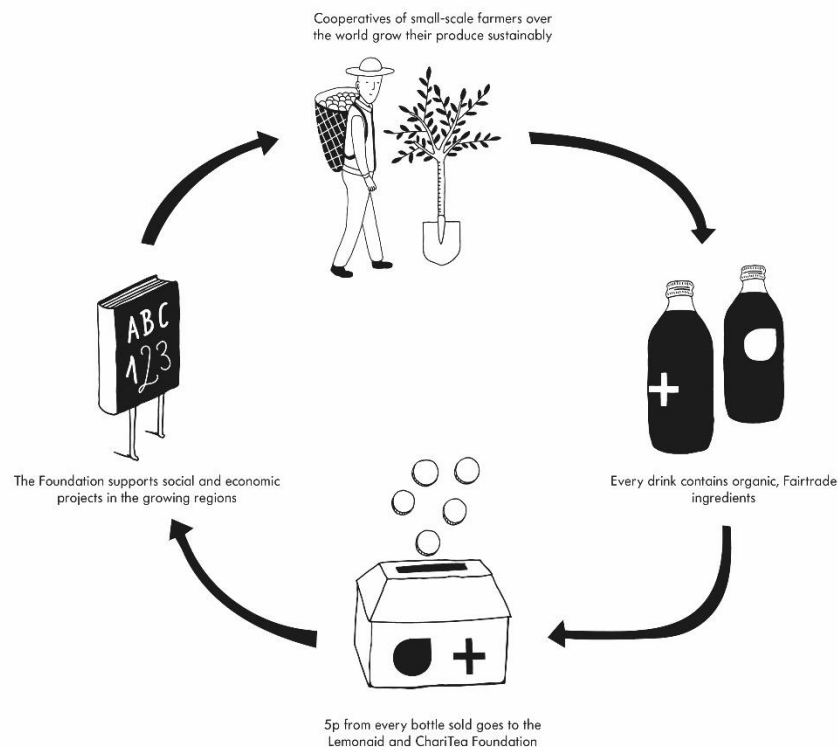 Cooperatives of small-scale farmers over
the world grow their produce sustainably
ABC
123
The Foundation supports social and economic
projects in the growing regions
Every drink contains organic, Fairtrade
ingredients
5p from every bottle sold goes to the
Lemonaid and ChariTea Foundation